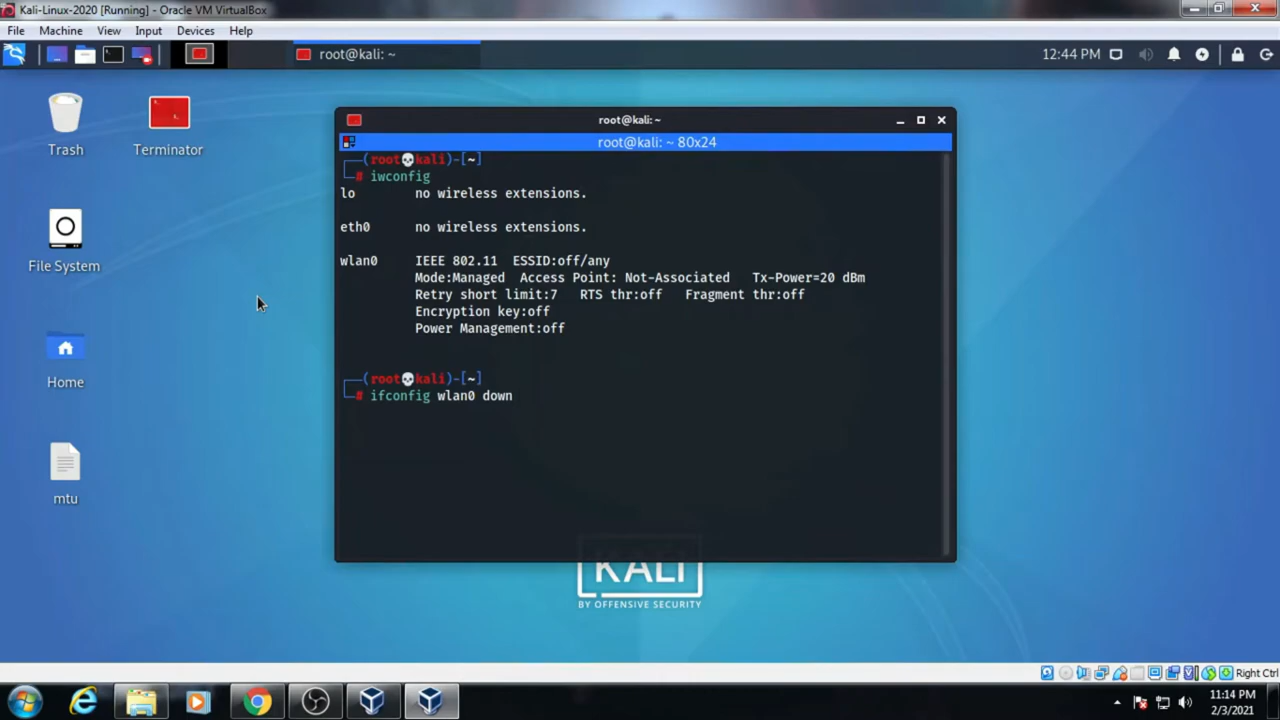 Kali-Linux-2020 [Running] - Oracle VM VirtualBox
File Machine View Input Devices Help
root@kali: ~
12:44 PM
Trash
Terminator
File System
Home
mtu
root@kali:~
root@kali: ~ 80x24
(root💀kali)-[~]
# iwconfig
lo no wireless extensions.
eth0 no wireless extensions.
wlan0 IEEE 802.11 ESSID:off/any
Mode:Managed Access Point: Not-Associated Tx-Power=20 dBm
Retry short limit:7 RTS thr:off Fragment thr:off
Encryption key:off
Power Management:off
(root💀kali)-[~]
# ifconfig wlan0 down
KALI
BY OFFENSIVE SECURITY
Right Ctrl
11:14 PM
2/3/2021